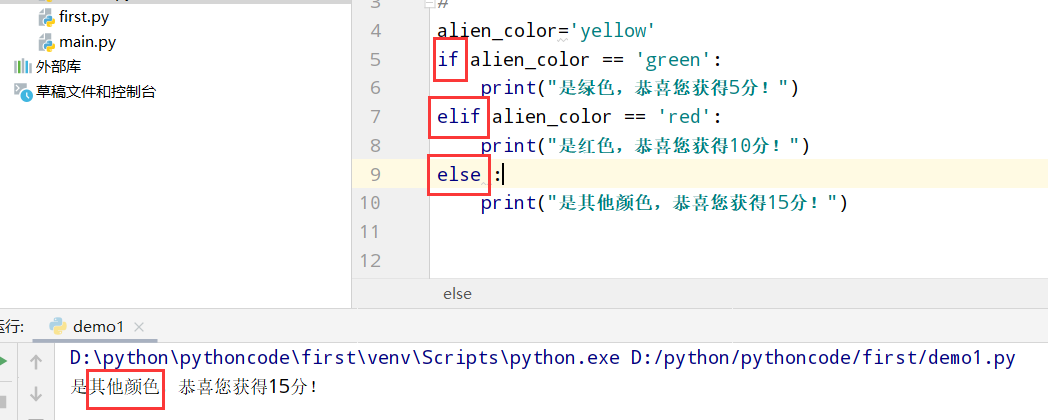 first.py
main.py
外部库
草稿文件和控制台
3 #
4 alien_color='yellow'
5 if alien_color == 'green':
6 print("是绿色，恭喜您获得5分！")
7 elif alien_color == 'red':
8 print("是红色，恭喜您获得10分！")
9 else :
10 print("是其他颜色，恭喜您获得15分！")
11
12
else
运行: demo1
D:\python\pythoncode\first\venv\Scripts\python.exe D:/python/pythoncode/first/demo1.py
是其他颜色 恭喜您获得15分！